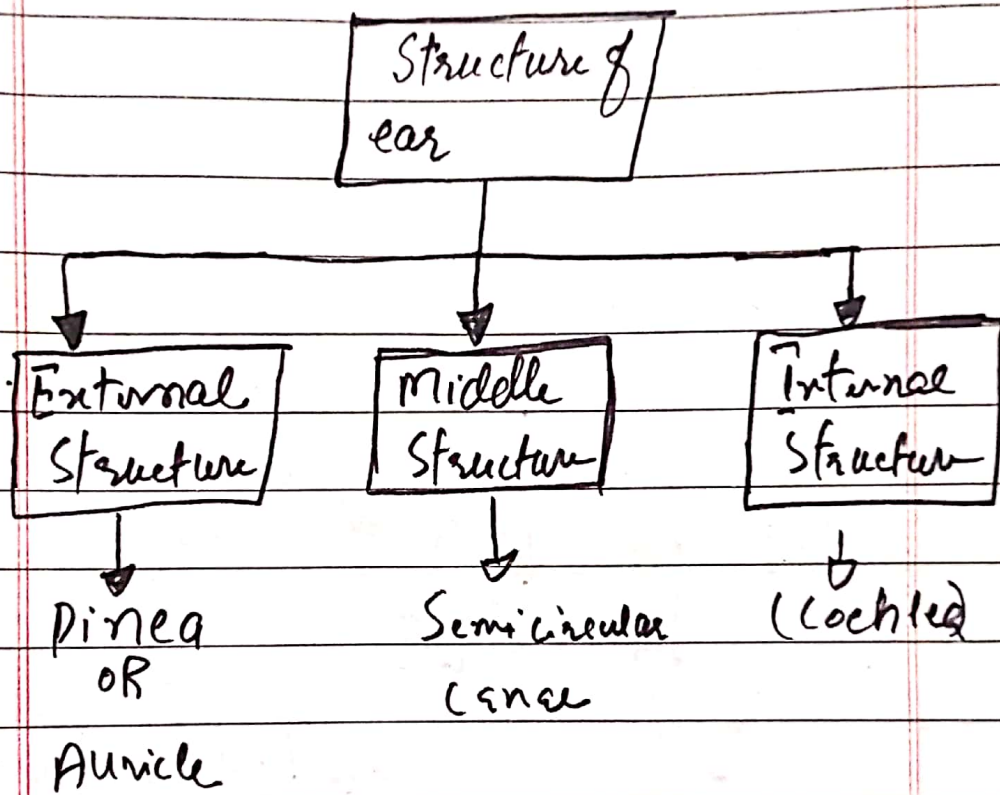 Structure of
ear
External
Structure
Middle
Structure
Internal
Structure
Pinea
OR
Auricle
Semicircular
Canal
(Cochlea)